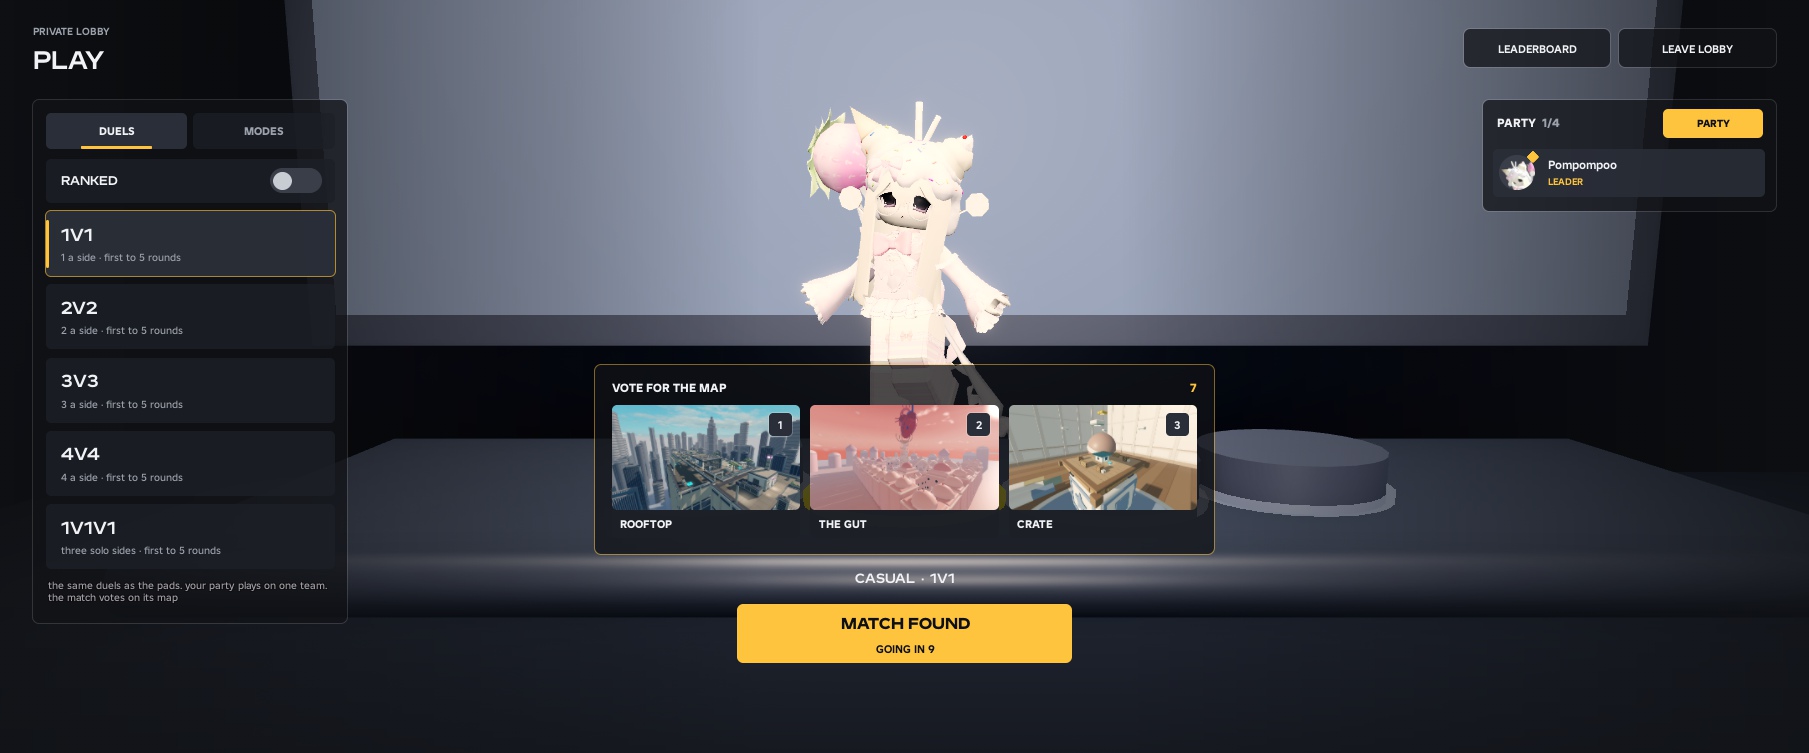 PRIVATE LOBBY
PLAY
LEADERBOARD
LEAVE LOBBY
DUELS
MODES
RANKED
1V1
1 a side · first to 5 rounds
2V2
2 a side · first to 5 rounds
3V3
3 a side · first to 5 rounds
4V4
4 a side · first to 5 rounds
1V1V1
three solo sides · first to 5 rounds
the same duels as the pads. your party plays on one team.
the match votes on its map
PARTY 1/4
PARTY
Pompompoo
LEADER
VOTE FOR THE MAP
7
1
2
3
ROOFTOP
THE GUT
CRATE
CASUAL · 1V1
MATCH FOUND
GOING IN 9